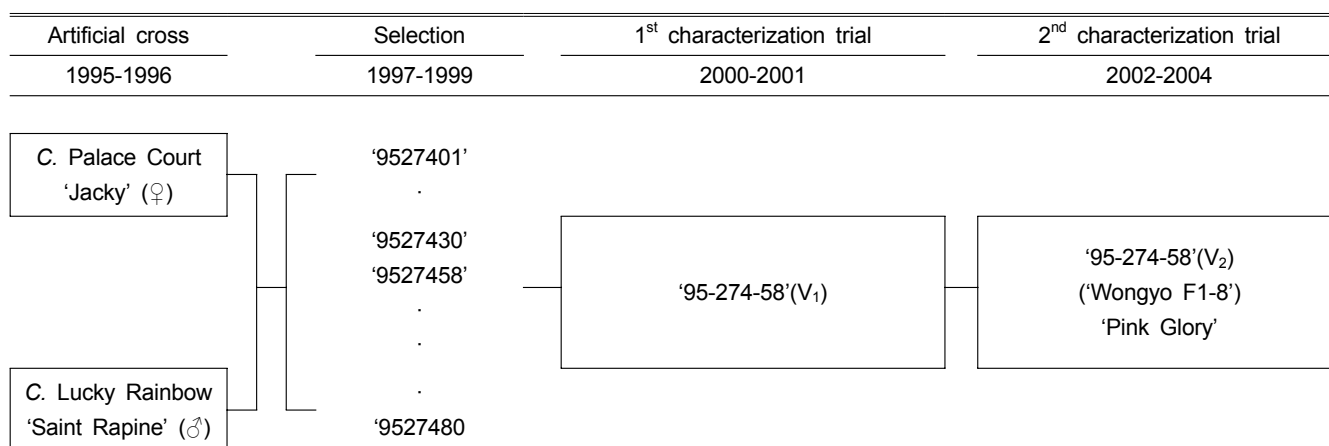 Artificial cross Selection 1st characterization trial 2nd characterization trial
1995-1996 1997-1999 2000-2001 2002-2004
C. Palace Court
‘Jacky’ (♀)
C. Lucky Rainbow
‘Saint Rapine’ (♂)
‘9527401’
.
‘9527430’
‘9527458’
.
.
.
‘9527480
‘95-274-58’(V1)
‘95-274-58’(V2)
(‘Wongyo F1-8’)
‘Pink Glory’